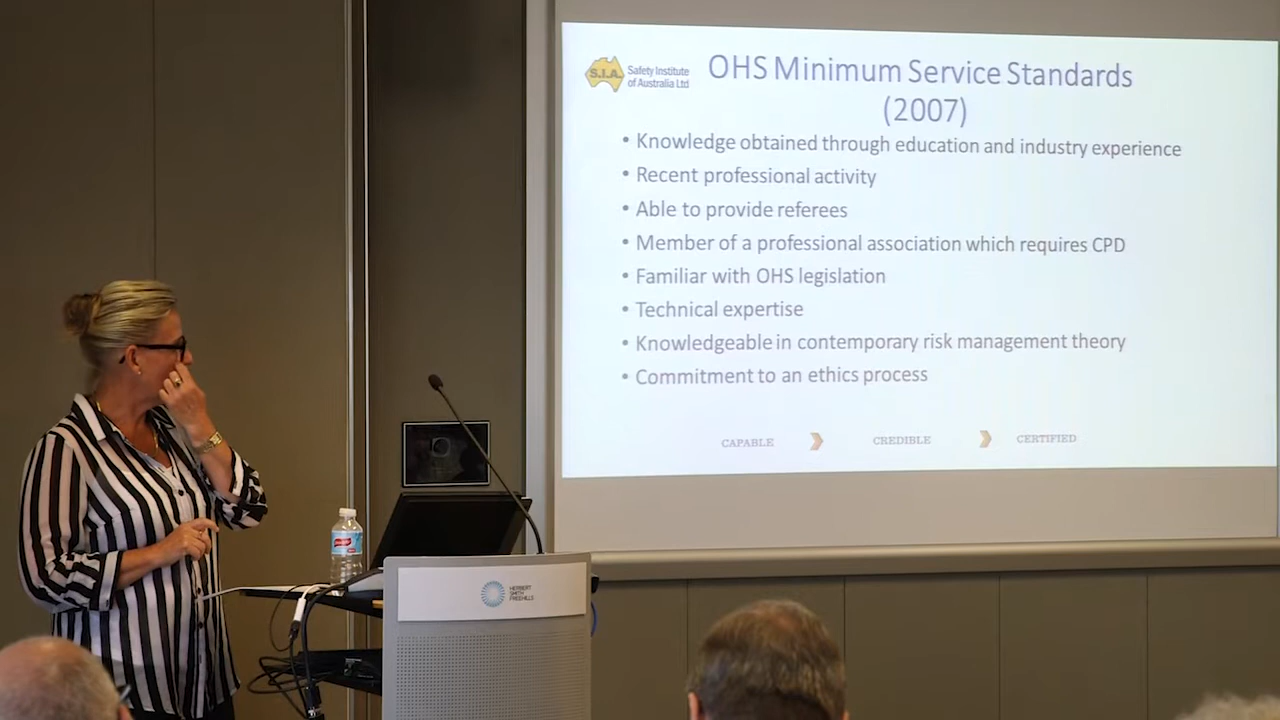 S.I.A.
Safety Institute
of Australia Ltd
OHS Minimum Service Standards
(2007)
• Knowledge obtained through education and industry experience
• Recent professional activity
• Able to provide referees
• Member of a professional association which requires CPD
• Familiar with OHS legislation
• Technical expertise
• Knowledgeable in contemporary risk management theory
• Commitment to an ethics process
CAPABLE CREDIBLE CERTIFIED
HERBERT
SMITH
FREEHILLS